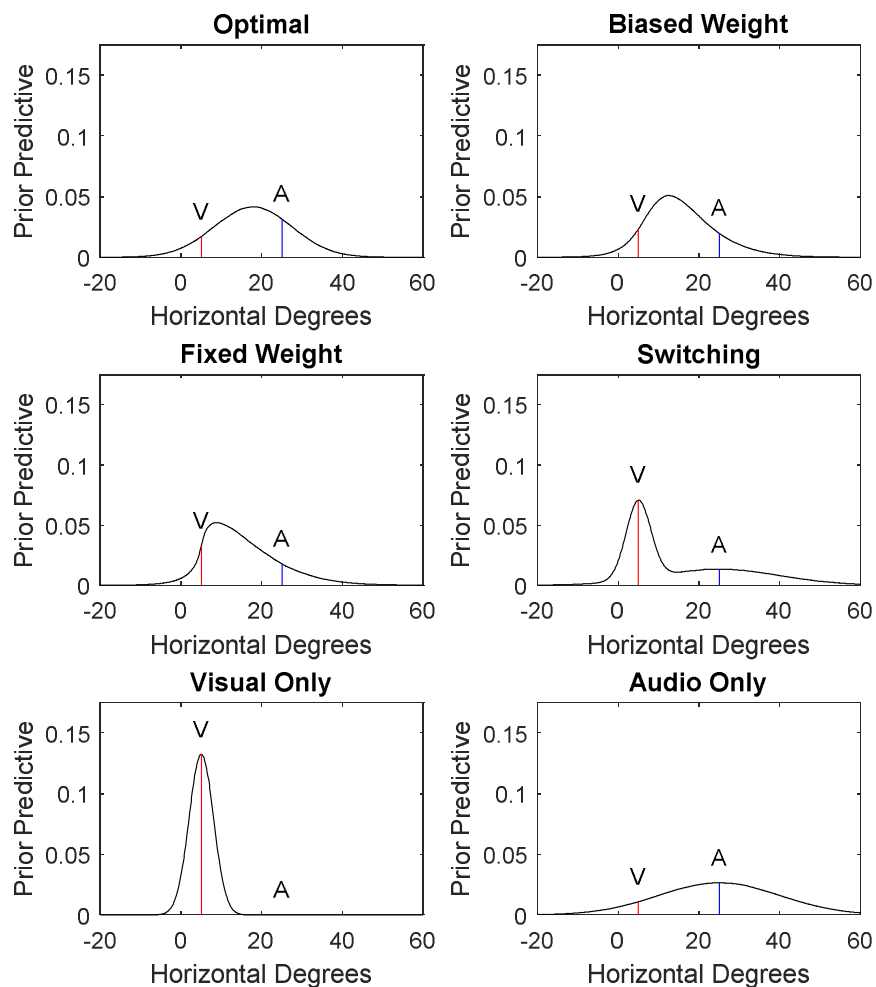 Optimal
Prior Predictive
0.15
0.1
0.05
0
V
A
-20 0 20 40 60
Horizontal Degrees
Biased Weight
Prior Predictive
0.15
0.1
0.05
0
V
A
-20 0 20 40 60
Horizontal Degrees
Fixed Weight
Prior Predictive
0.15
0.1
0.05
0
V
A
-20 0 20 40 60
Horizontal Degrees
Switching
Prior Predictive
0.15
0.1
0.05
0
V
A
-20 0 20 40 60
Horizontal Degrees
Visual Only
Prior Predictive
0.15
0.1
0.05
0
V
A
-20 0 20 40 60
Horizontal Degrees
Audio Only
Prior Predictive
0.15
0.1
0.05
0
V
A
-20 0 20 40 60
Horizontal Degrees